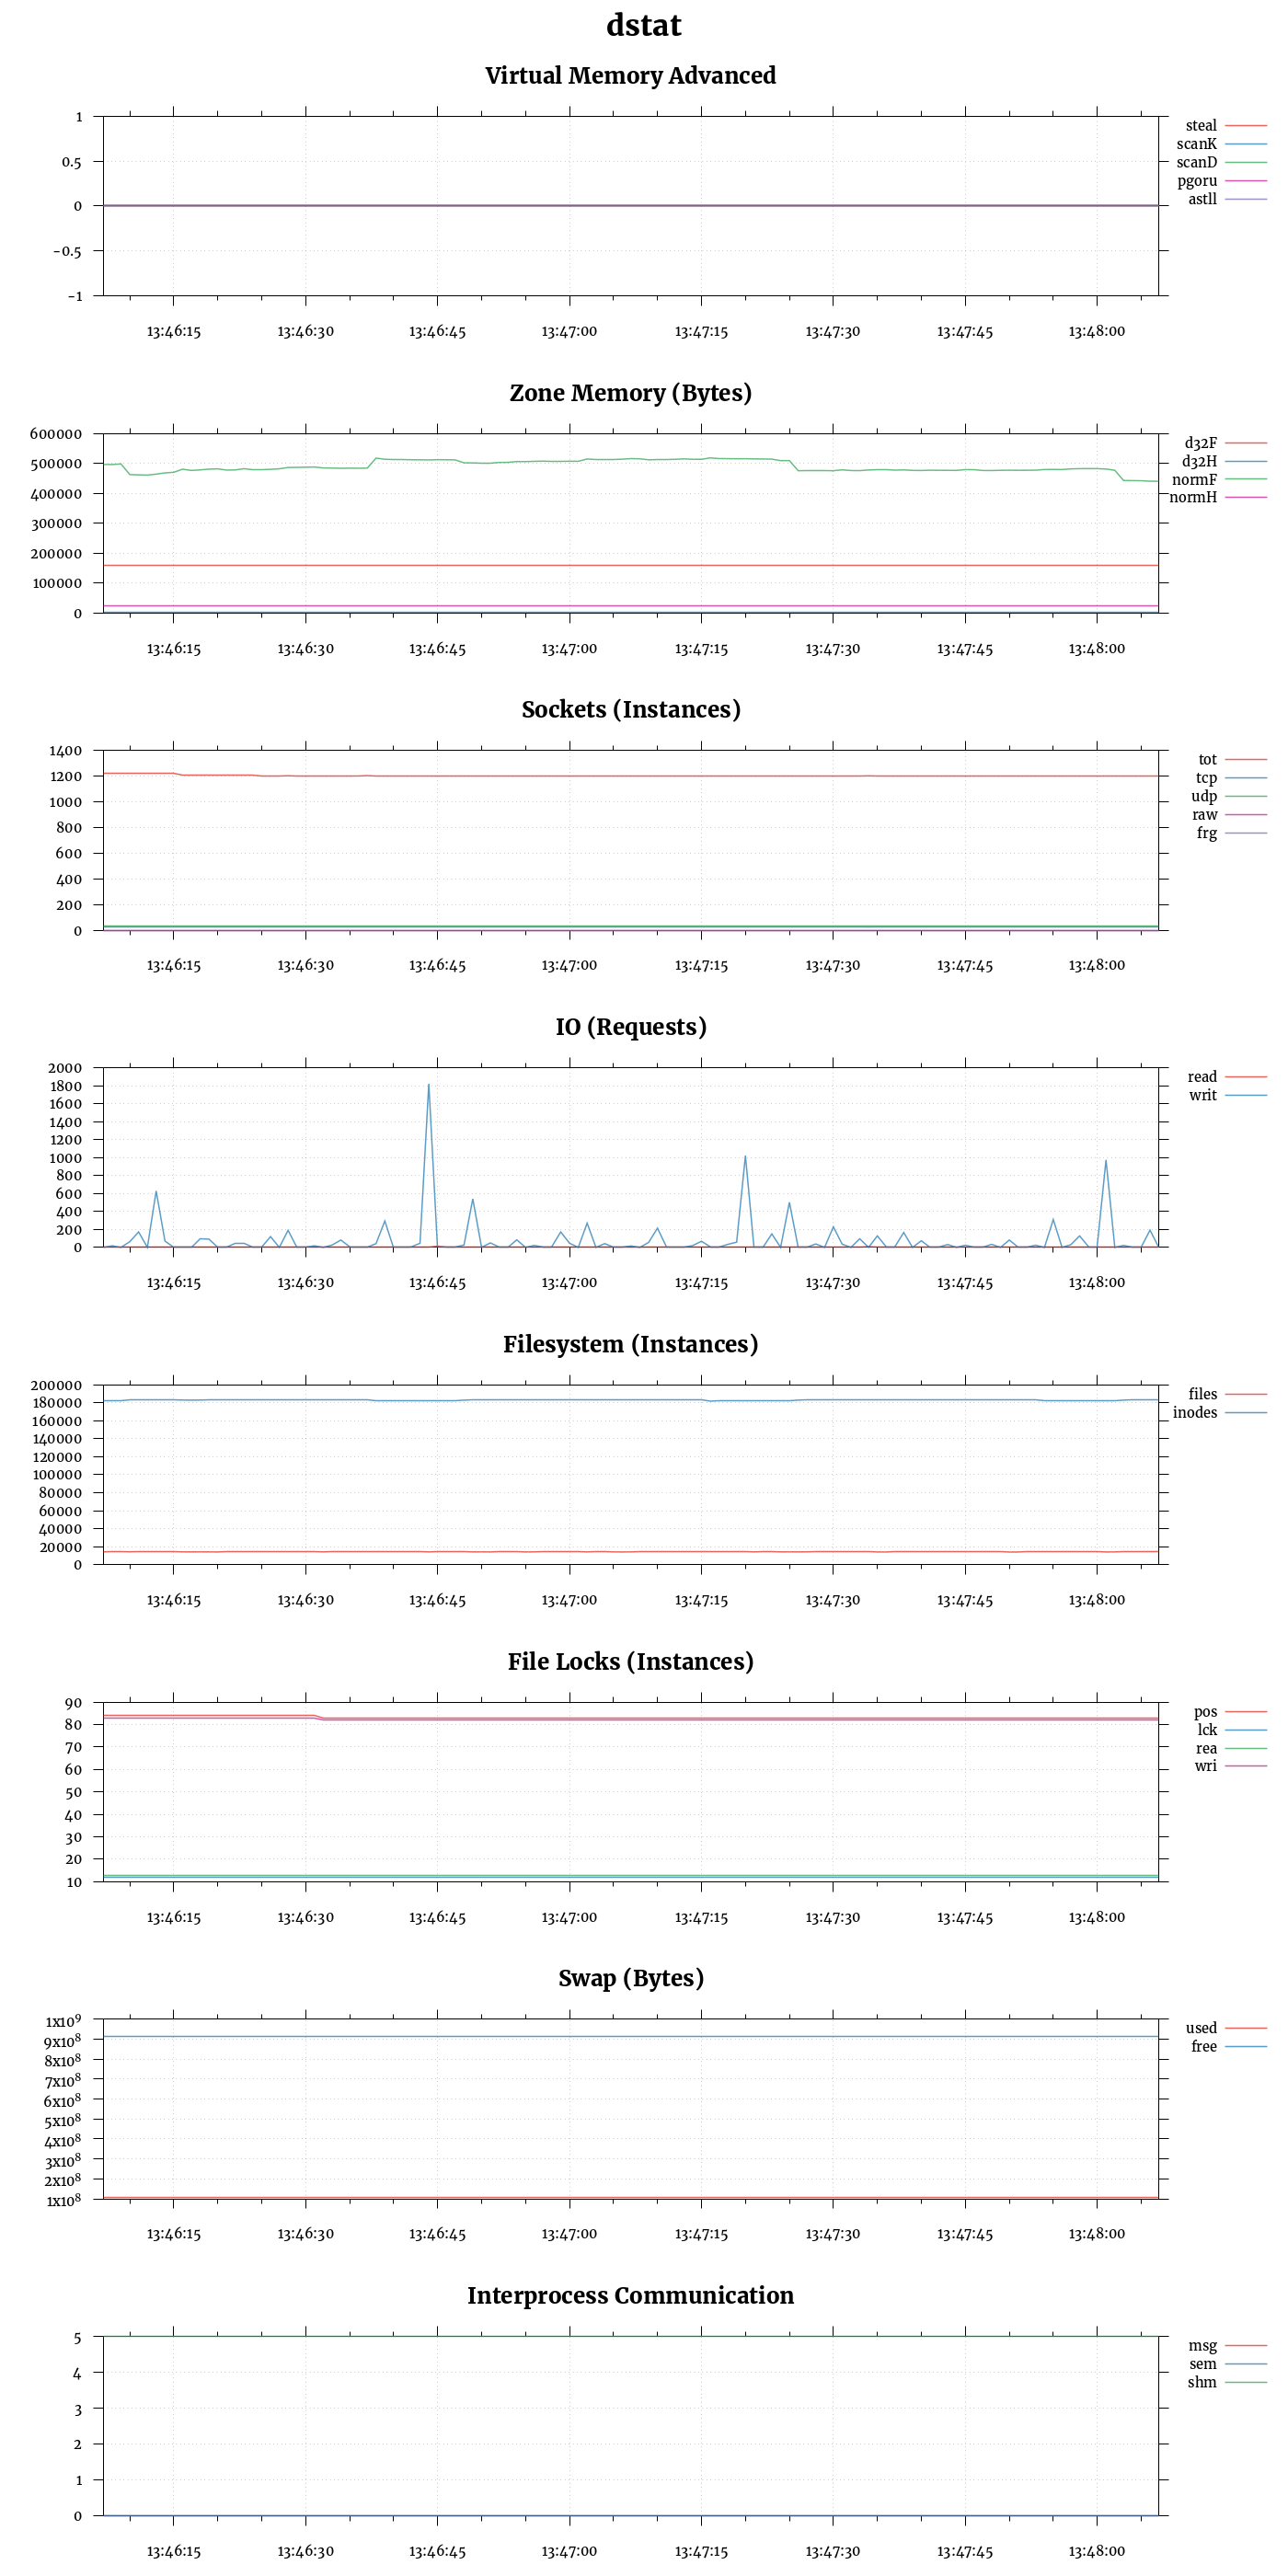 dstat
Virtual Memory Advanced
1
0.5
0
-0.5
-1
steal
scanK
scanD
pgoru
astll
13:46:15 13:46:30 13:46:45 13:47:00 13:47:15 13:47:30 13:47:45 13:48:00
Zone Memory (Bytes)
600000
500000
400000
300000
200000
100000
0
d32F
d32H
normF
normH
13:46:15 13:46:30 13:46:45 13:47:00 13:47:15 13:47:30 13:47:45 13:48:00
Sockets (Instances)
1400
1200
1000
800
600
400
200
0
tot
tcp
udp
raw
frg
13:46:15 13:46:30 13:46:45 13:47:00 13:47:15 13:47:30 13:47:45 13:48:00
IO (Requests)
2000
1800
1600
1400
1200
1000
800
600
400
200
0
read
writ
13:46:15 13:46:30 13:46:45 13:47:00 13:47:15 13:47:30 13:47:45 13:48:00
Filesystem (Instances)
200000
180000
160000
140000
120000
100000
80000
60000
40000
20000
0
files
inodes
13:46:15 13:46:30 13:46:45 13:47:00 13:47:15 13:47:30 13:47:45 13:48:00
File Locks (Instances)
90
80
70
60
50
40
30
20
10
pos
lck
rea
wri
13:46:15 13:46:30 13:46:45 13:47:00 13:47:15 13:47:30 13:47:45 13:48:00
Swap (Bytes)
1x10⁹
9x10⁸
8x10⁸
7x10⁸
6x10⁸
5x10⁸
4x10⁸
3x10⁸
2x10⁸
1x10⁸
used
free
13:46:15 13:46:30 13:46:45 13:47:00 13:47:15 13:47:30 13:47:45 13:48:00
Interprocess Communication
5
4
3
2
1
0
msg
sem
shm
13:46:15 13:46:30 13:46:45 13:47:00 13:47:15 13:47:30 13:47:45 13:48:00